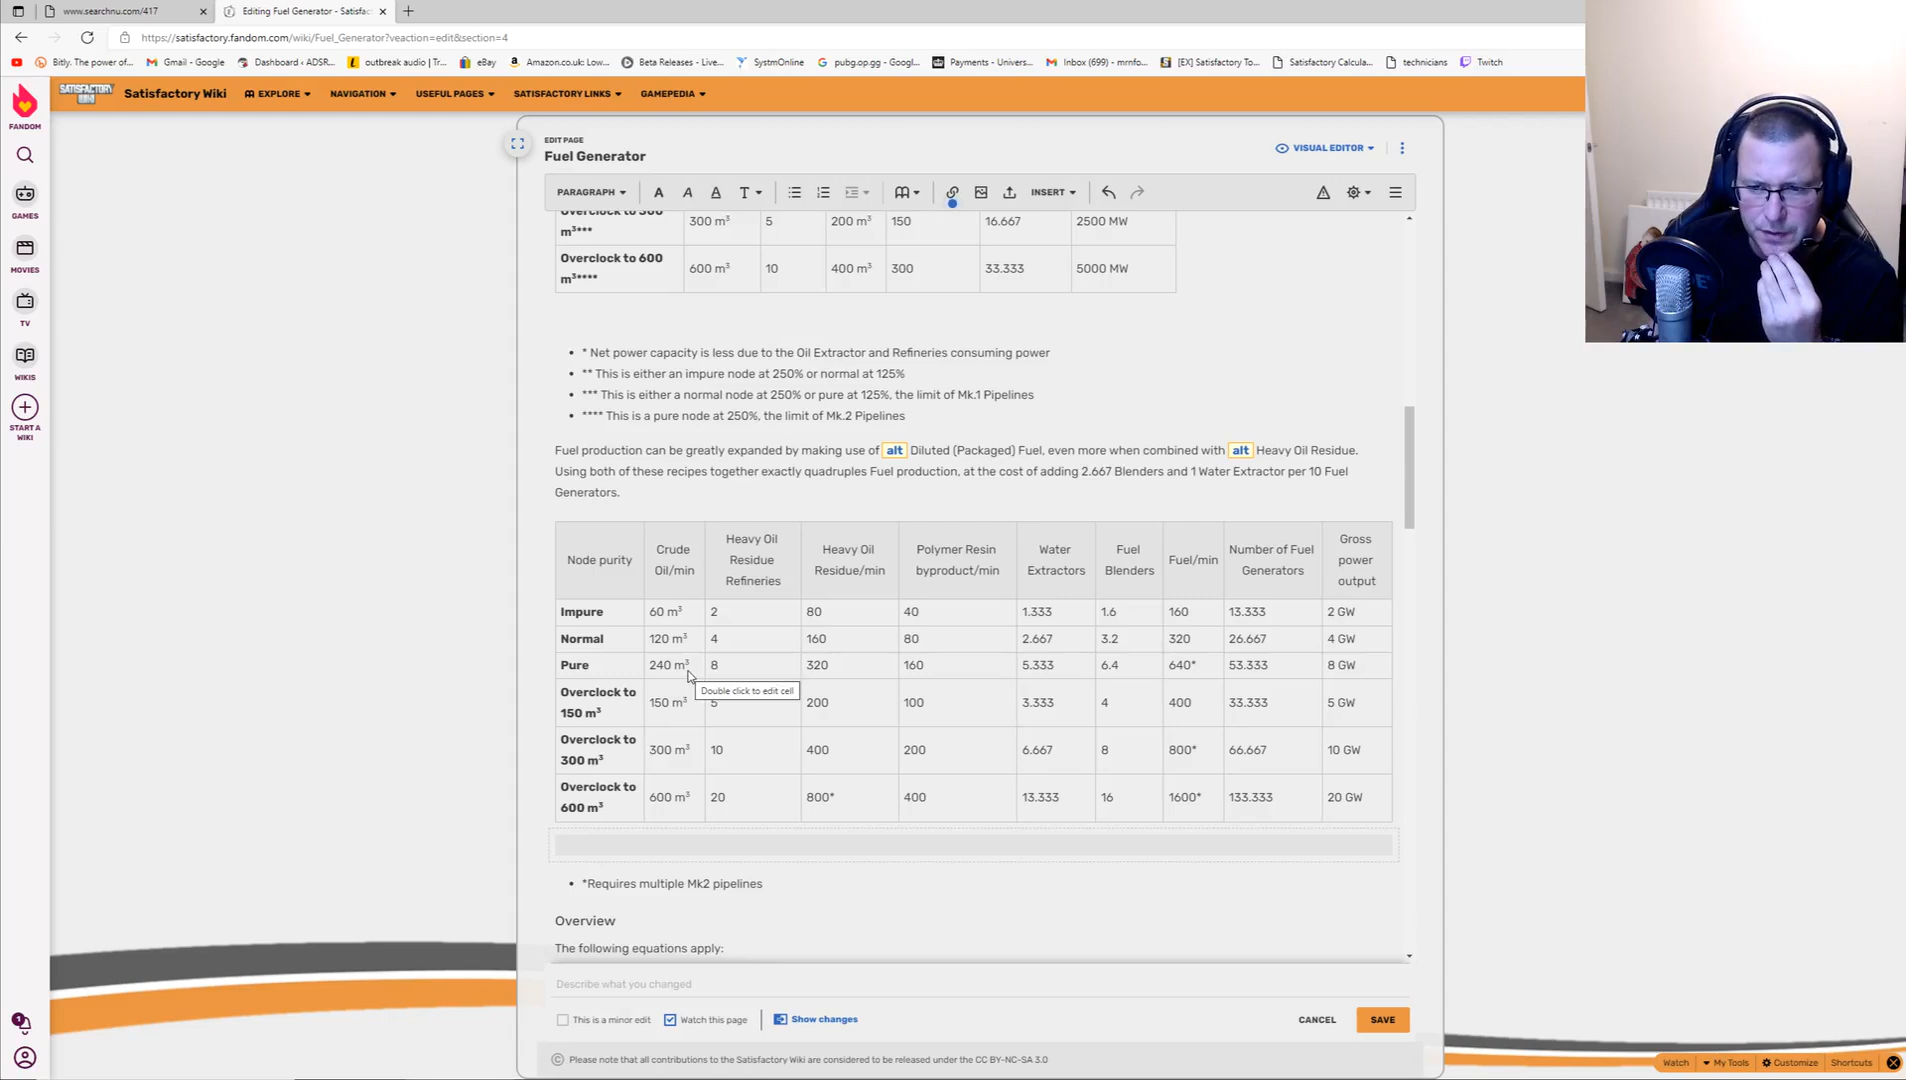 www.searchnu.com/417
Editing Fuel Generator - Satisfac
https://satisfactory.fandom.com/wiki/Fuel_Generator?veaction=edit&section=4
Bitly. The power of... Gmail - Google Dashboard ‹ ADSR... outbreak audio | Tr... eBay Amazon.co.uk: Low... Beta Releases - Live... SystmOnline pubg.op.gg - Googl... Payments - Univers... Inbox (699) - mrnfo... [EX] Satisfactory To... Satisfactory Calcula... technicians Twitch
Satisfactory Wiki EXPLORE NAVIGATION USEFUL PAGES SATISFACTORY LINKS GAMEPEDIA
FANDOM
GAMES
MOVIES
TV
WIKIS
START A
WIKI
EDIT PAGE
Fuel Generator
VISUAL EDITOR
PARAGRAPH A A A T INSERT
Overclock to 300 m³*** 300 m³ 5 200 m³ 150 16.667 2500 MW
Overclock to 600 m³**** 600 m³ 10 400 m³ 300 33.333 5000 MW
• * Net power capacity is less due to the Oil Extractor and Refineries consuming power
• ** This is either an impure node at 250% or normal at 125%
• *** This is either a normal node at 250% or pure at 125%, the limit of Mk.1 Pipelines
• **** This is a pure node at 250%, the limit of Mk.2 Pipelines
Fuel production can be greatly expanded by making use of alt Diluted (Packaged) Fuel, even more when combined with alt Heavy Oil Residue.
Using both of these recipes together exactly quadruples Fuel production, at the cost of adding 2.667 Blenders and 1 Water Extractor per 10 Fuel
Generators.
Node purity Crude Oil/min Heavy Oil Residue Refineries Heavy Oil Residue/min Polymer Resin byproduct/min Water Extractors Fuel Blenders Fuel/min Number of Fuel Generators Gross power output
Impure 60 m³ 2 80 40 1.333 1.6 160 13.333 2 GW
Normal 120 m³ 4 160 80 2.667 3.2 320 26.667 4 GW
Pure 240 m³ 8 320 160 5.333 6.4 640* 53.333 8 GW
Double click to edit cell
Overclock to 150 m³ 150 m³ 5 200 100 3.333 4 400 33.333 5 GW
Overclock to 300 m³ 300 m³ 10 400 200 6.667 8 800* 66.667 10 GW
Overclock to 600 m³ 600 m³ 20 800* 400 13.333 16 1600* 133.333 20 GW
• *Requires multiple Mk2 pipelines
Overview
The following equations apply:
Describe what you changed
This is a minor edit Watch this page Show changes CANCEL SAVE
Please note that all contributions to the Satisfactory Wiki are considered to be released under the CC BY-NC-SA 3.0
1
Watch My Tools Customize Shortcuts